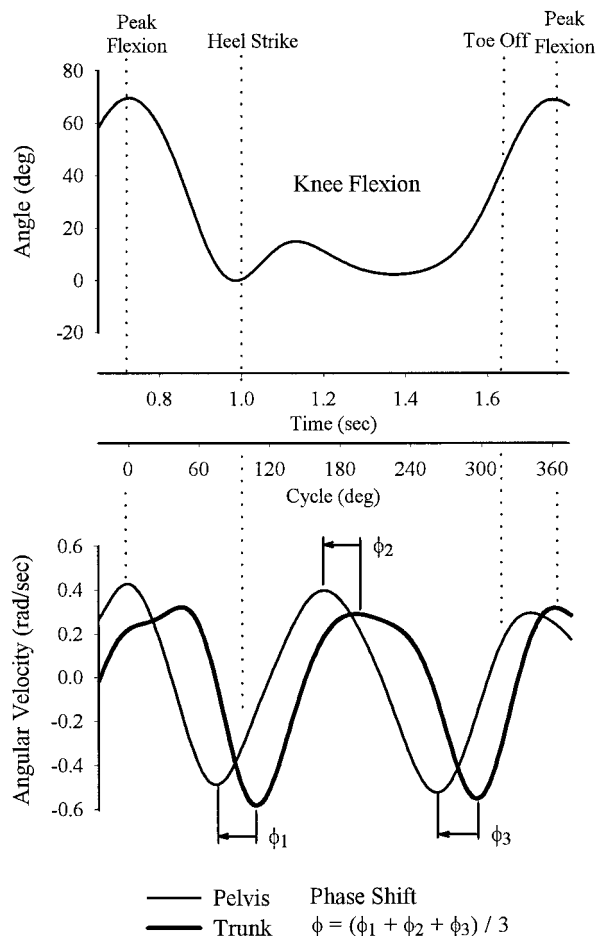 Peak
Flexion
Heel Strike
Toe Off
Peak
Flexion
80
60
40
20
0
-20
Angle (deg)
Knee Flexion
0.8 1.0 1.2 1.4 1.6
Time (sec)
0 60 120 180 240 300 360
Cycle (deg)
0.6
0.4
0.2
0.0
-0.2
-0.4
-0.6
Angular Velocity (rad/sec)
ϕ2
ϕ1
ϕ3
Pelvis Phase Shift
Trunk ϕ = (ϕ1 + ϕ2 + ϕ3) / 3